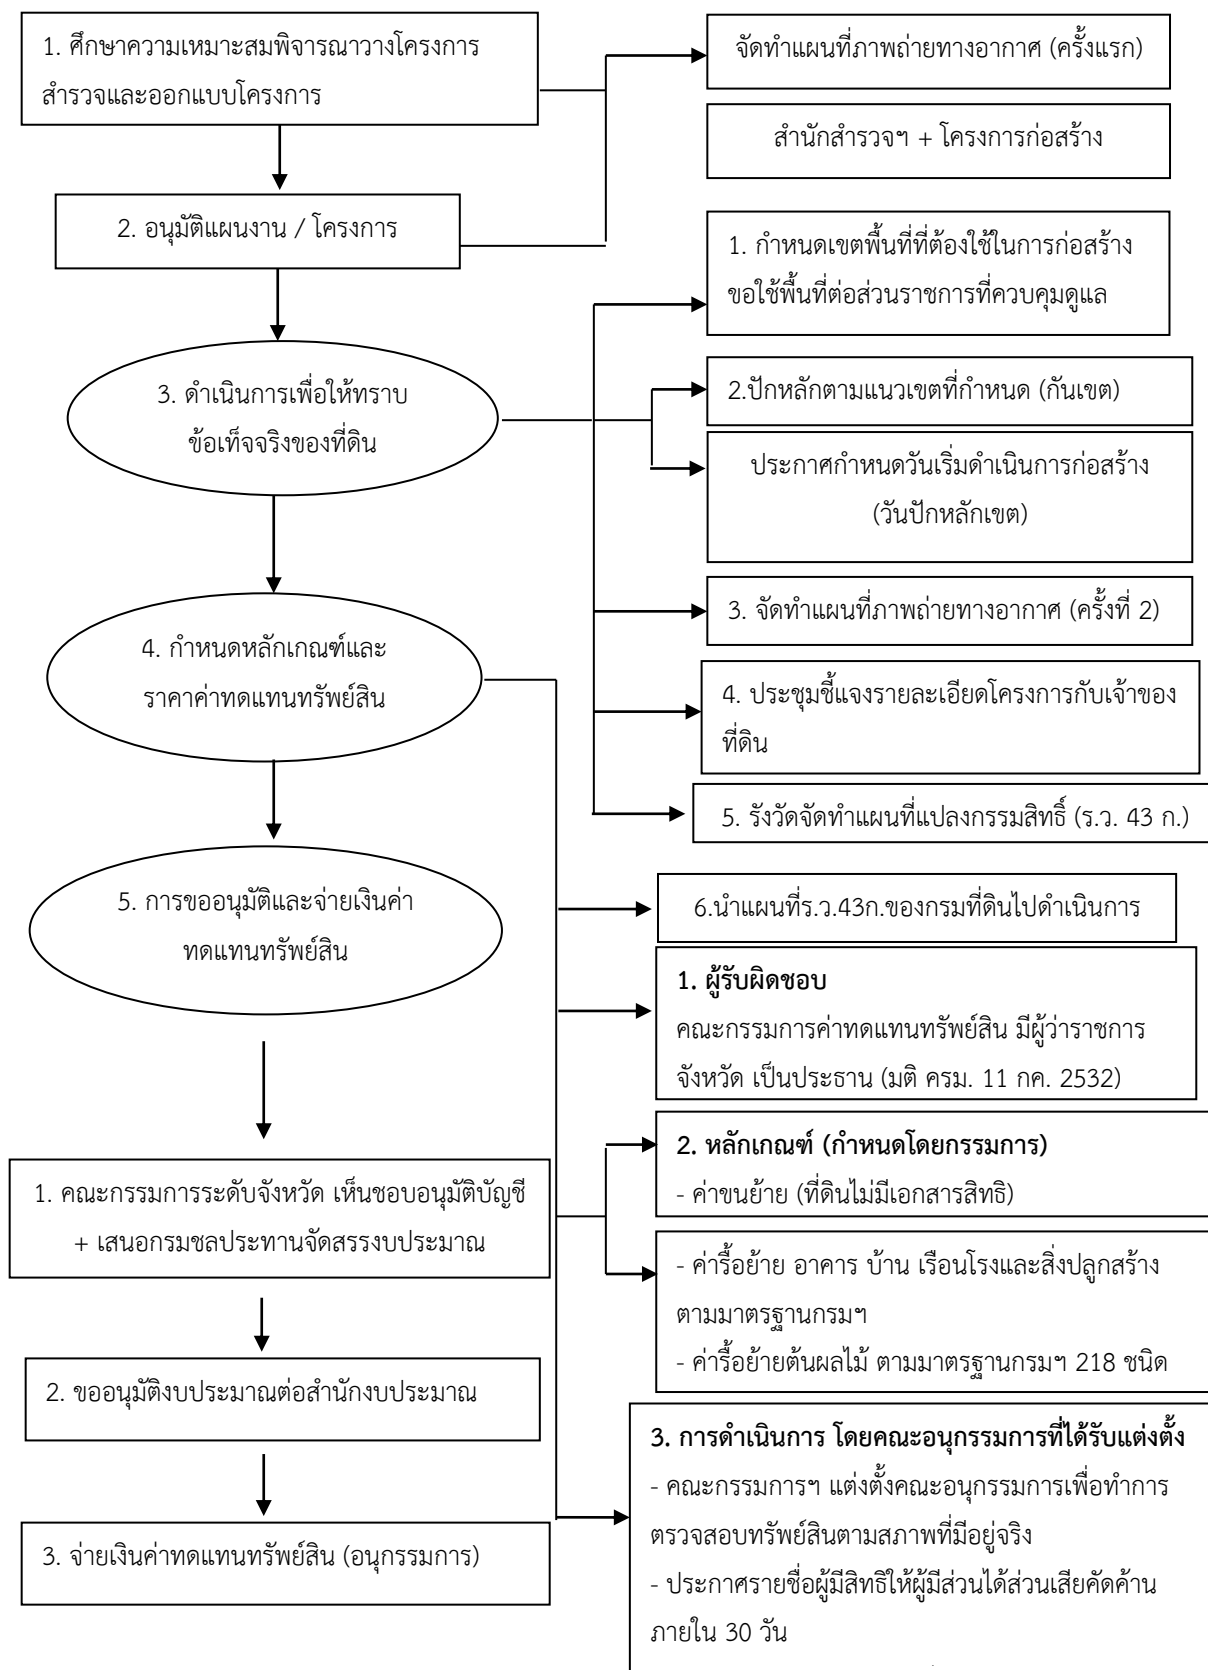 1. ศึกษาความเหมาะสมพิจารณาวางโครงการ
สำรวจและออกแบบโครงการ
จัดทำแผนที่ภาพถ่ายทางอากาศ (ครั้งแรก)
สำนักสำรวจฯ + โครงการก่อสร้าง
2. อนุมัติแผนงาน / โครงการ
1. กำหนดเขตพื้นที่ที่ต้องใช้ในการก่อสร้าง
ขอใช้พื้นที่ต่อส่วนราชการที่ควบคุมดูแล
3. ดำเนินการเพื่อให้ทราบ
ข้อเท็จจริงของที่ดิน
2.ปักหลักตามแนวเขตที่กำหนด (กันเขต)
ประกาศกำหนดวันเริ่มดำเนินการก่อสร้าง
(วันปักหลักเขต)
3. จัดทำแผนที่ภาพถ่ายทางอากาศ (ครั้งที่ 2)
4. กำหนดหลักเกณฑ์และ
ราคาค่าทดแทนทรัพย์สิน
4. ประชุมชี้แจงรายละเอียดโครงการกับเจ้าของ
ที่ดิน
5. รังวัดจัดทำแผนที่แปลงกรรมสิทธิ์ (ร.ว. 43 ก.)
5. การขออนุมัติและจ่ายเงินค่า
ทดแทนทรัพย์สิน
6.นำแผนที่ร.ว.43ก.ของกรมที่ดินไปดำเนินการ
1. ผู้รับผิดชอบ
คณะกรรมการค่าทดแทนทรัพย์สิน มีผู้ว่าราชการ
จังหวัด เป็นประธาน (มติ ครม. 11 กค. 2532)
2. หลักเกณฑ์ (กำหนดโดยกรรมการ)
- ค่าขนย้าย (ที่ดินไม่มีเอกสารสิทธิ)
1. คณะกรรมการระดับจังหวัด เห็นชอบอนุมัติบัญชี
+ เสนอกรมชลประทานจัดสรรงบประมาณ
- ค่ารื้อย้าย อาคาร บ้าน เรือนโรงและสิ่งปลูกสร้าง
ตามมาตรฐานกรมฯ
- ค่ารื้อย้ายต้นผลไม้ ตามมาตรฐานกรมฯ 218 ชนิด
2. ขออนุมัติงบประมาณต่อสำนักงบประมาณ
3. การดำเนินการ โดยคณะอนุกรรมการที่ได้รับแต่งตั้ง
- คณะกรรมการฯ แต่งตั้งคณะอนุกรรมการเพื่อทำการ
ตรวจสอบทรัพย์สินตามสภาพที่มีอยู่จริง
- ประกาศรายชื่อผู้มีสิทธิให้ผู้มีส่วนได้ส่วนเสียคัดค้าน
ภายใน 30 วัน
3. จ่ายเงินค่าทดแทนทรัพย์สิน (อนุกรรมการ)